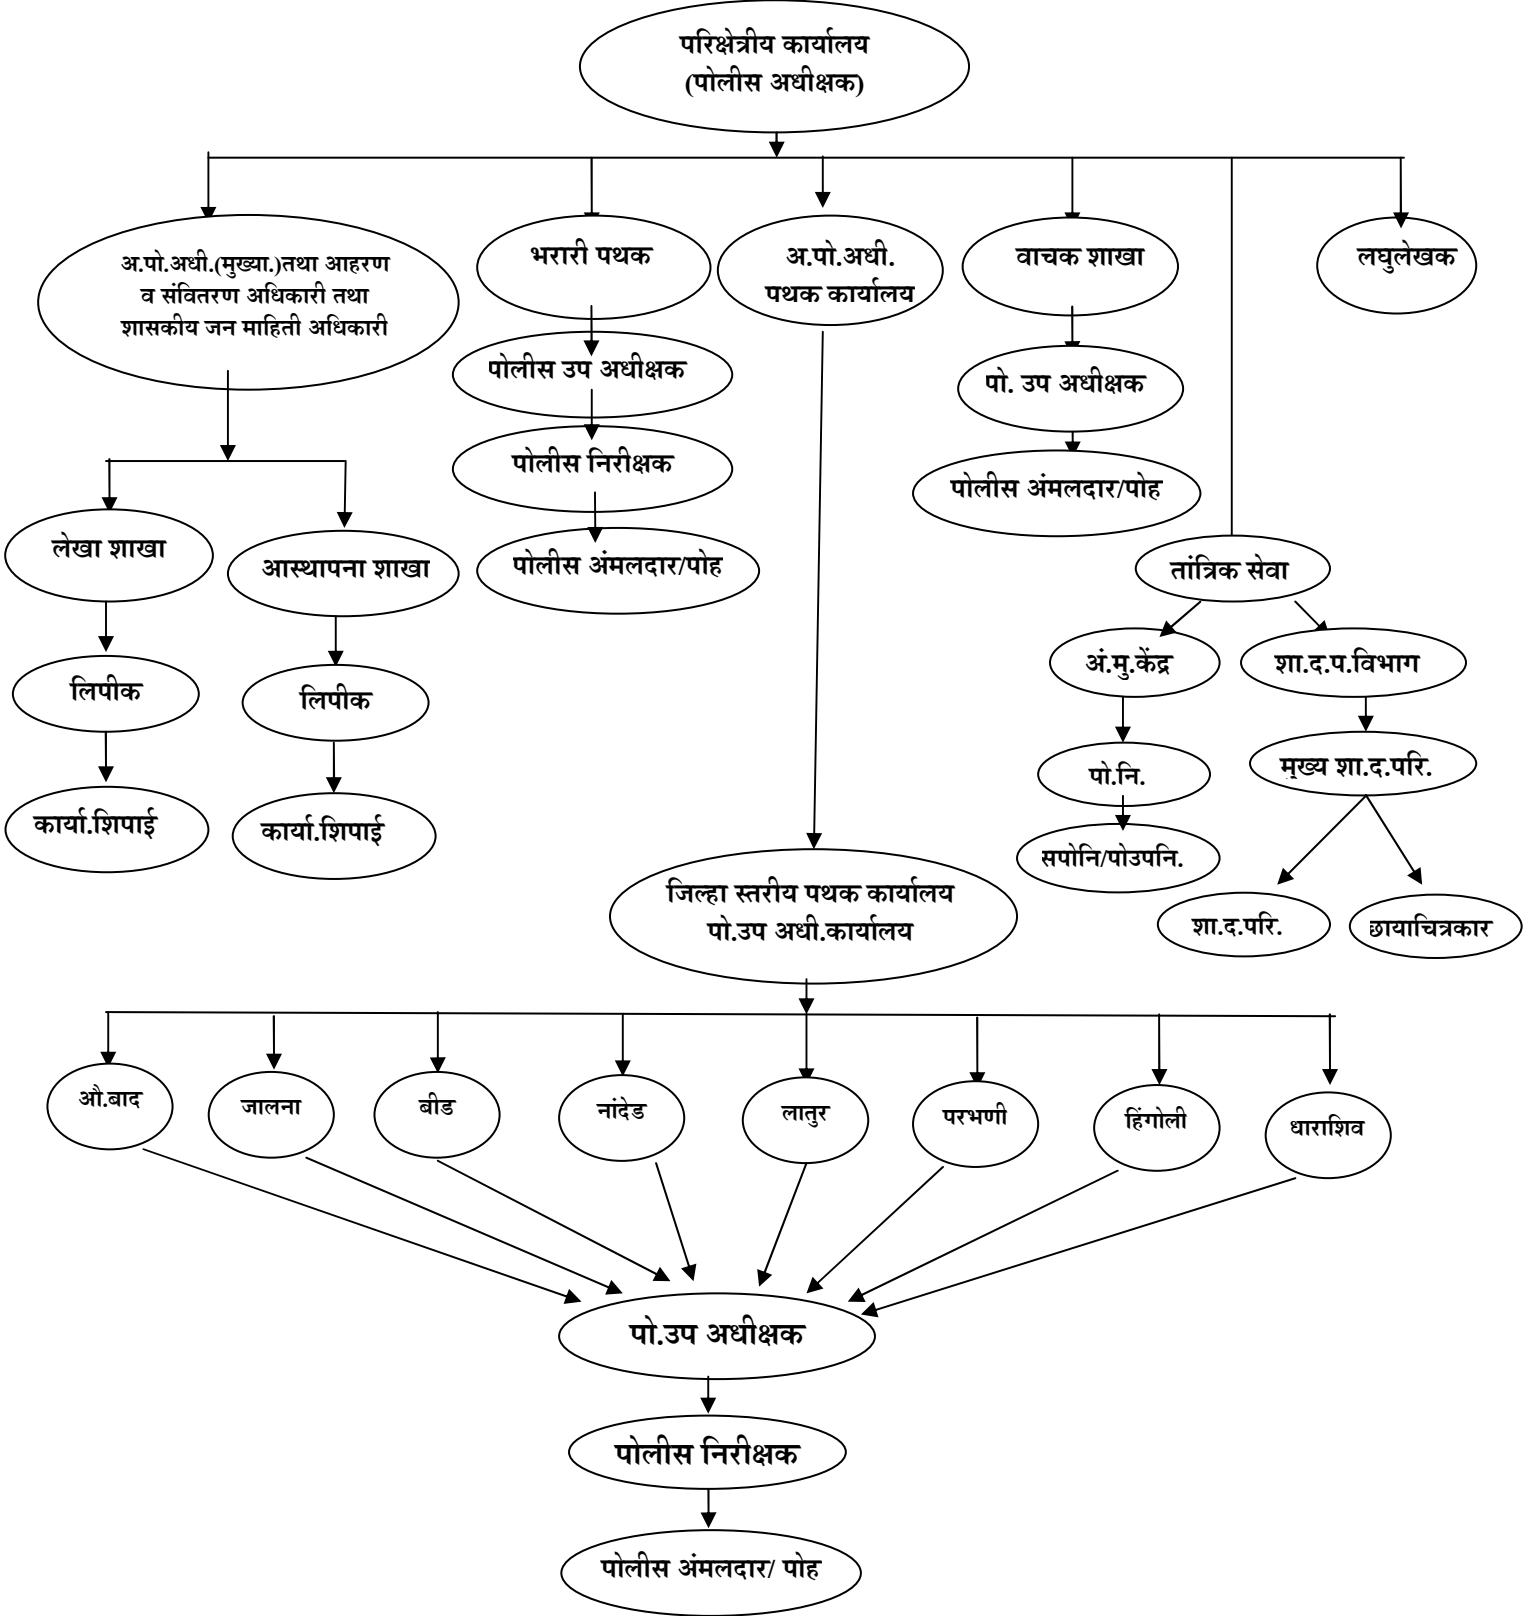 परिक्षेत्रीय कार्यालय
(पोलीस अधीक्षक)
अ.पो.अधी.(मुख्या.)तथा आहरण
व संवितरण अधिकारी तथा
शासकीय जन माहिती अधिकारी
भरारी पथक
अ.पो.अधी.
पथक कार्यालय
वाचक शाखा
लघुलेखक
पोलीस उप अधीक्षक
पो. उप अधीक्षक
पोलीस निरीक्षक
पोलीस अंमलदार/पोह
लेखा शाखा
आस्थापना शाखा
पोलीस अंमलदार/पोह
तांत्रिक सेवा
अं.मु.केंद्र
शा.द.प.विभाग
लिपीक
लिपीक
पो.नि.
मुख्य शा.द.परि.
कार्या.शिपाई
कार्या.शिपाई
सपोनि/पोउपनि.
जिल्हा स्तरीय पथक कार्यालय
पो.उप अधी.कार्यालय
शा.द.परि.
छायाचित्रकार
औ.बाद
जालना
बीड
नांदेड
लातुर
परभणी
हिंगोली
धाराशिव
पो.उप अधीक्षक
पोलीस निरीक्षक
पोलीस अंमलदार/ पोह